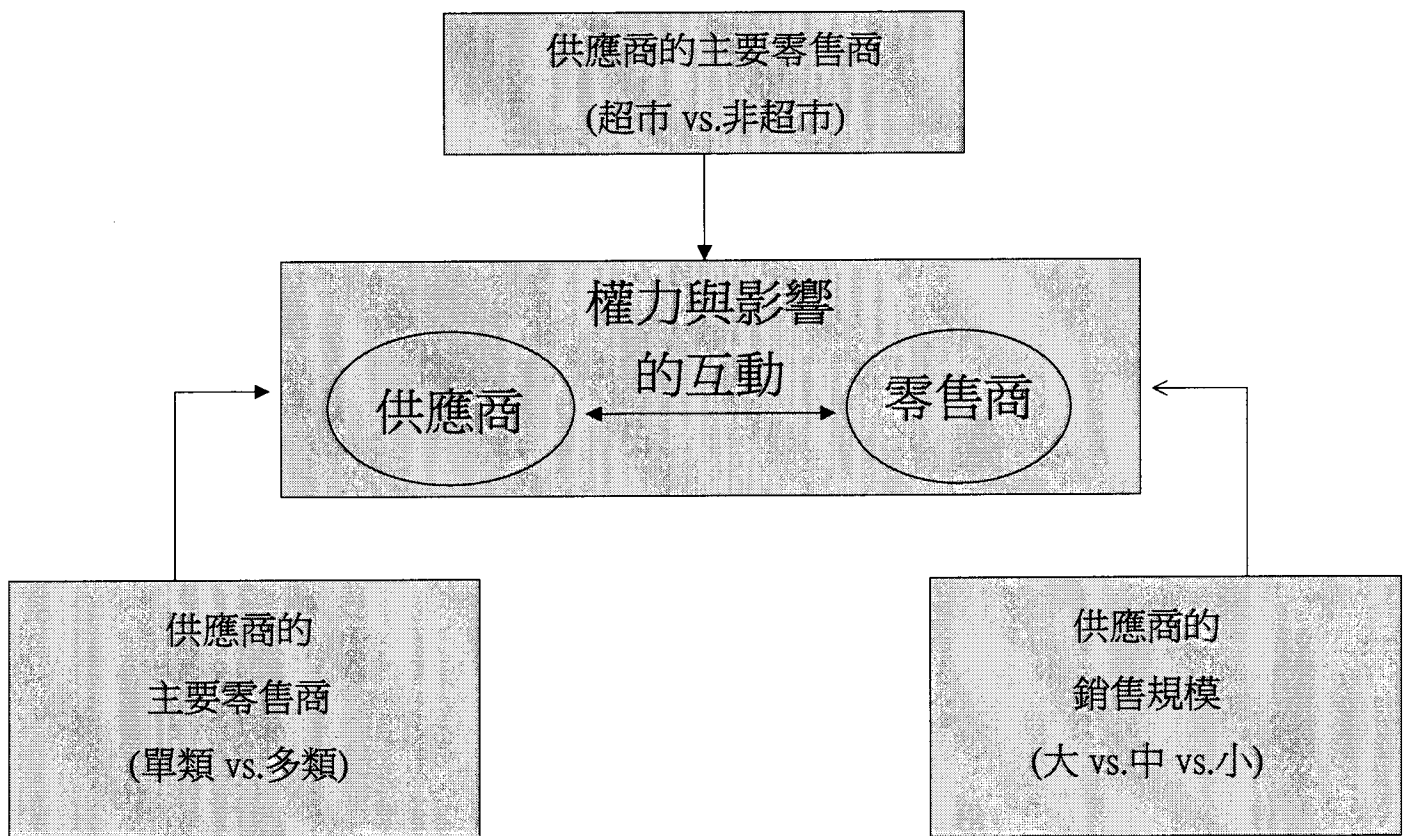 供應商的主要零售商
(超市 vs.非超市)
權力與影響
的互動
供應商
零售商
供應商的
主要零售商
(單類 vs.多類)
供應商的
銷售規模
(大 vs.中 vs.小)